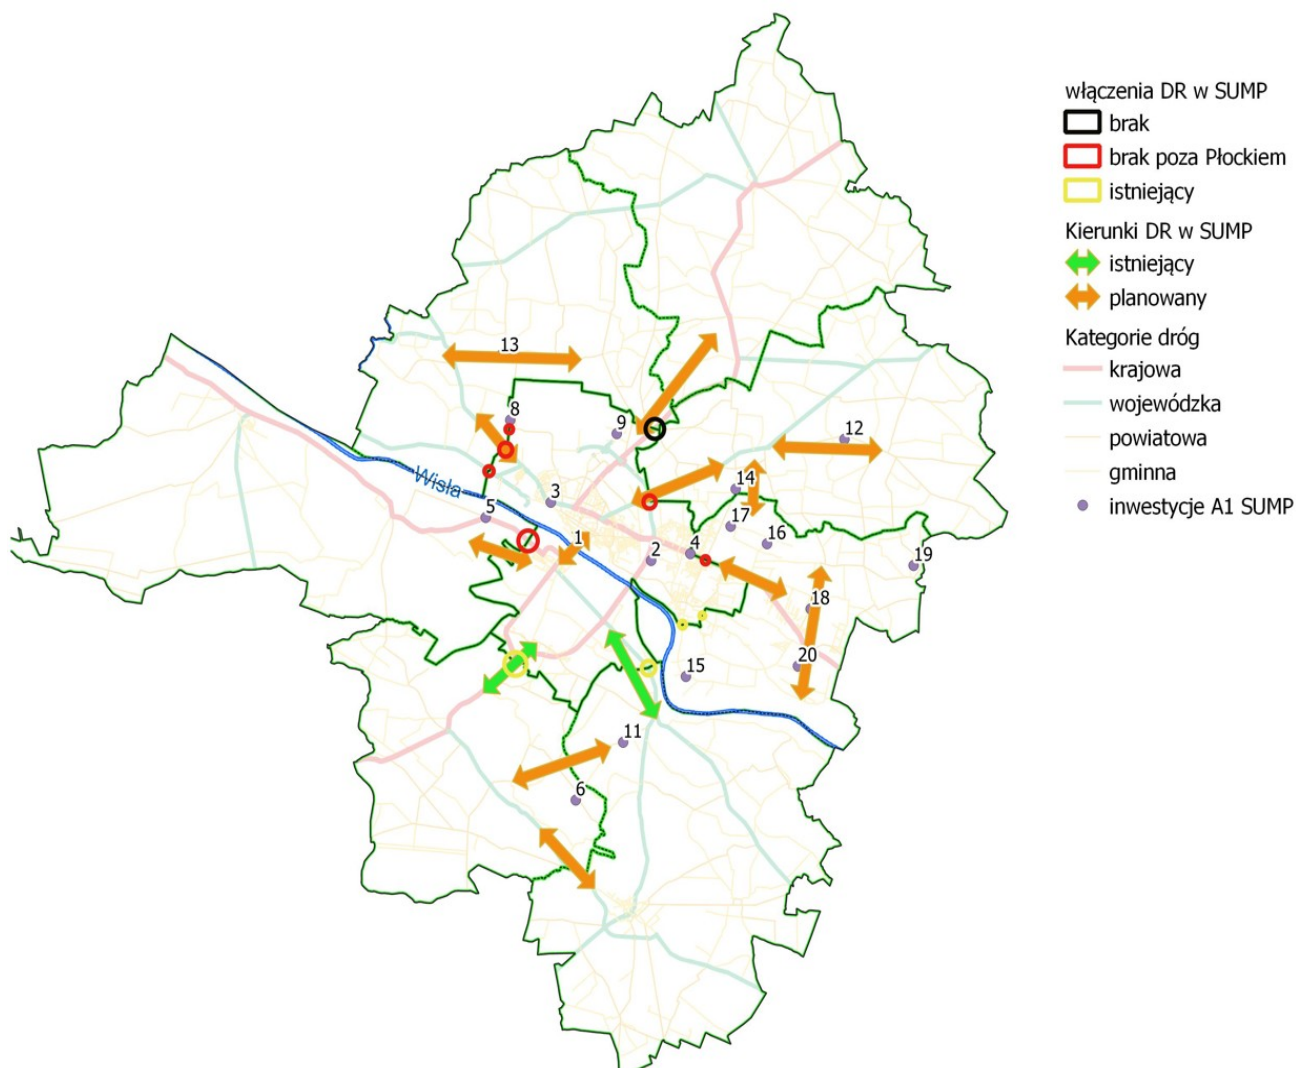 włączenia DR w SUMP
brak
brak poza Płockiem
istniejący
Kierunki DR w SUMP
istniejący
planowany
Kategorie dróg
krajowa
wojewódzka
powiatowa
gminna
inwestycje A1 SUMP
13
8
9
12
14
Wisła
3
5
17
16
1
2
4
19
18
20
15
11
6